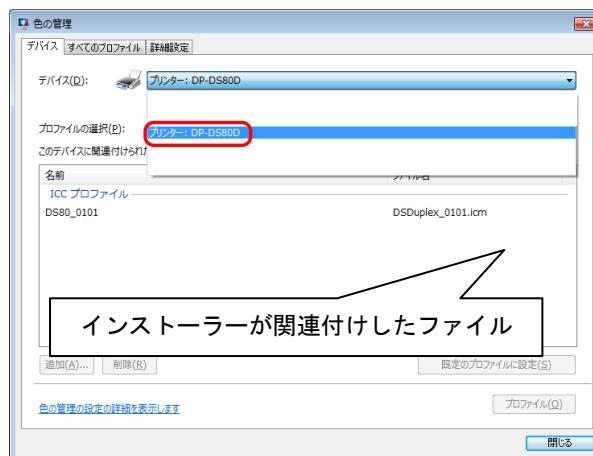 色の管理
デバイス すべてのプロファイル 詳細設定
デバイス(D): プリンター: DP-DS80D
プロファイルの選択(P): プリンター: DP-DS80D
このデバイスに関連付けられた
名前 ファイル名
ICC プロファイル
DS80_0101 DSDuplex_0101.icm
インストーラーが関連付けしたファイル
追加(A)... 削除(R) 既定のプロファイルに設定(S)
色の管理の設定の詳細を表示します プロファイル(O)
閉じる